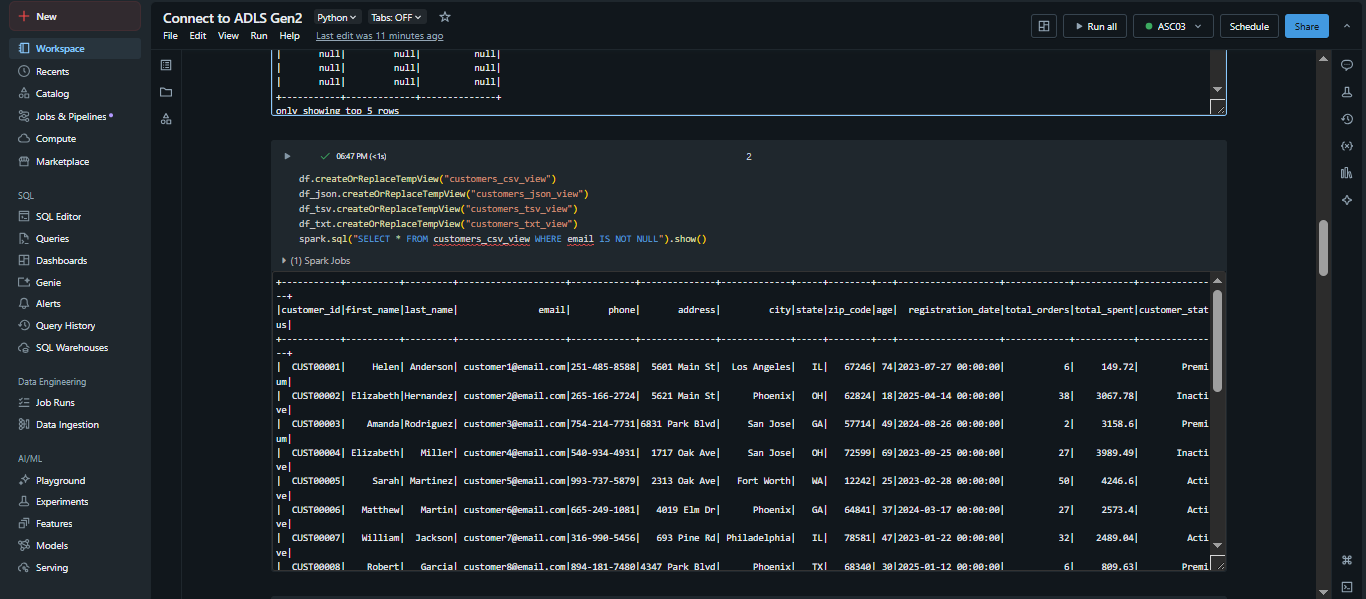 New
Workspace
Recents
Catalog
Jobs & Pipelines
Compute
Marketplace
SQL
SQL Editor
Queries
Dashboards
Genie
Alerts
Query History
SQL Warehouses
Data Engineering
Job Runs
Data Ingestion
AI/ML
Playground
Experiments
Features
Models
Serving
Connect to ADLS Gen2 Python Tabs: OFF
File Edit View Run Help Last edit was 11 minutes ago
Run all ASC03 Schedule Share
| null| null| null|
| null| null| null|
| null| null| null|
+-----------+-------------+--------------+
only showing top 5 rows
06:47 PM (<1s) 2
df.createOrReplaceTempView("customers_csv_view")
df_json.createOrReplaceTempView("customers_json_view")
df_tsv.createOrReplaceTempView("customers_tsv_view")
df_txt.createOrReplaceTempView("customers_txt_view")
spark.sql("SELECT * FROM customers_csv_view WHERE email IS NOT NULL").show()
(1) Spark Jobs
+-----------+----------+---------+--------------------+------------+--------------+-------------+-----+--------+---+-------------------+------------+-----------+-------------
--+
|customer_id|first_name|last_name| email| phone| address| city|state|zip_code|age| registration_date|total_orders|total_spent|customer_stat
us|
+-----------+----------+---------+--------------------+------------+--------------+-------------+-----+--------+---+-------------------+------------+-----------+-------------
--+
| CUST00001| Helen| Anderson| customer1@email.com|251-485-8588| 5601 Main St| Los Angeles| IL| 67246| 74|2023-07-27 00:00:00| 6| 149.72| Premi
um|
| CUST00002| Elizabeth|Hernandez| customer2@email.com|265-166-2724| 5621 Main St| Phoenix| OH| 62824| 18|2025-04-14 00:00:00| 38| 3067.78| Inacti
ve|
| CUST00003| Amanda|Rodriguez| customer3@email.com|754-214-7731|6831 Park Blvd| San Jose| GA| 57714| 49|2024-08-26 00:00:00| 2| 3158.6| Premi
um|
| CUST00004| Elizabeth| Miller| customer4@email.com|540-934-4931| 1717 Oak Ave| San Jose| OH| 72599| 69|2023-09-25 00:00:00| 27| 3989.49| Inacti
ve|
| CUST00005| Sarah| Martinez| customer5@email.com|993-737-5879| 2313 Oak Ave| Fort Worth| WA| 12242| 25|2023-02-28 00:00:00| 50| 4246.6| Acti
ve|
| CUST00006| Matthew| Martin| customer6@email.com|665-249-1081| 4019 Elm Dr| Phoenix| GA| 64841| 37|2024-03-17 00:00:00| 27| 2573.4| Acti
ve|
| CUST00007| William| Jackson| customer7@email.com|316-990-5456| 693 Pine Rd| Philadelphia| IL| 78581| 47|2023-01-22 00:00:00| 32| 2489.04| Acti
ve|
| CUST00008| Robert| Garcia| customer8@email.com|894-181-7480|4347 Park Blvd| Phoenix| TX| 68340| 30|2025-01-12 00:00:00| 6| 809.63| Premi